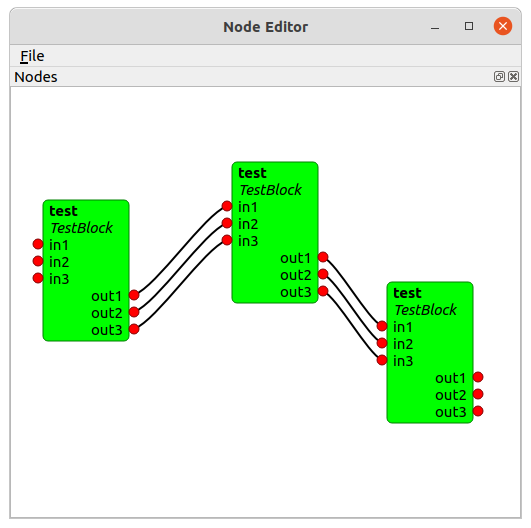 Node Editor
File
Nodes
test
TestBlock
in1
in2
in3
out1
out2
out3
test
TestBlock
in1
in2
in3
out1
out2
out3
test
TestBlock
in1
in2
in3
out1
out2
out3